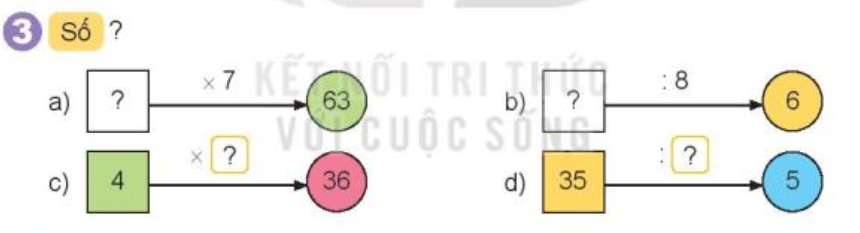 3 Số ?
a) ? × 7 63
b) ? : 8 6
KẾT NỐI TRI THỨC
VỚI CUỘC SỐNG
c) 4 × ? 36
d) 35 : ? 5